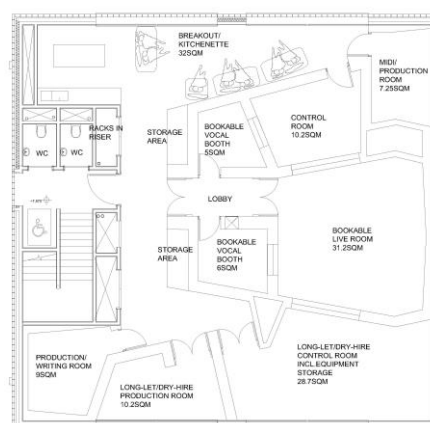 BREAKOUT/
KITCHENETTE
32SQM
MIDI/
PRODUCTION
ROOM
7.25SQM
RACKS IN
RISER
STORAGE
AREA
BOOKABLE
VOCAL
BOOTH
5SQM
CONTROL
ROOM
10.2SQM
WC
WC
LOBBY
BOOKABLE
LIVE ROOM
31.2SQM
STORAGE
AREA
BOOKABLE
VOCAL
BOOTH
6SQM
PRODUCTION/
WRITING ROOM
9SQM
LONG-LET/DRY-HIRE
PRODUCTION ROOM
10.2SQM
LONG-LET/DRY-HIRE
CONTROL ROOM
INCL.EQUIPMENT
STORAGE
28.7SQM